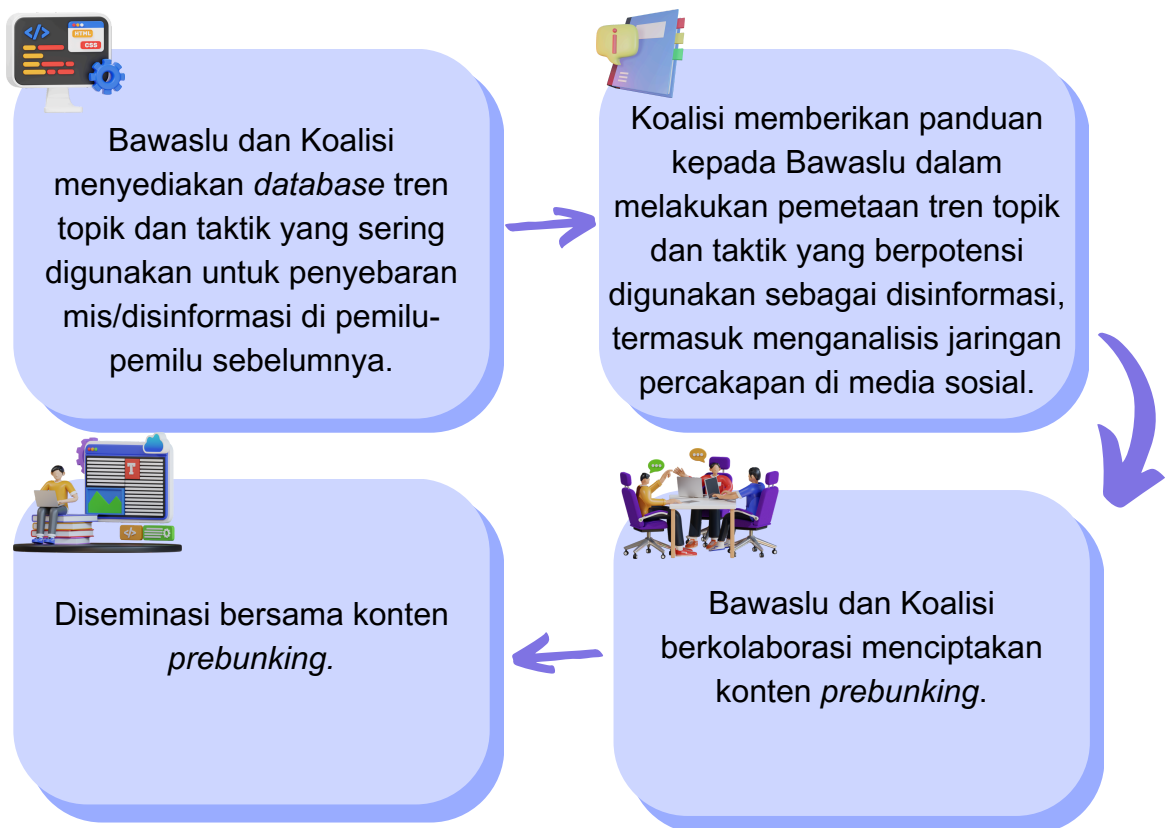 Bawaslu dan Koalisi
menyediakan database tren
topik dan taktik yang sering
digunakan untuk penyebaran
mis/disinformasi di pemilu-
pemilu sebelumnya.
Koalisi memberikan panduan
kepada Bawaslu dalam
melakukan pemetaan tren topik
dan taktik yang berpotensi
digunakan sebagai disinformasi,
termasuk menganalisis jaringan
percakapan di media sosial.
Bawaslu dan Koalisi
berkolaborasi menciptakan
konten prebunking.
Diseminasi bersama konten
prebunking.